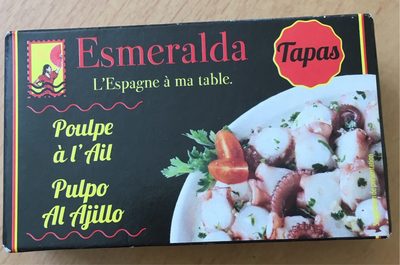 Esmeralda
Tapas
L'Espagne à ma table.
Poulpe
à l'Ail
Pulpo
Al Ajillo